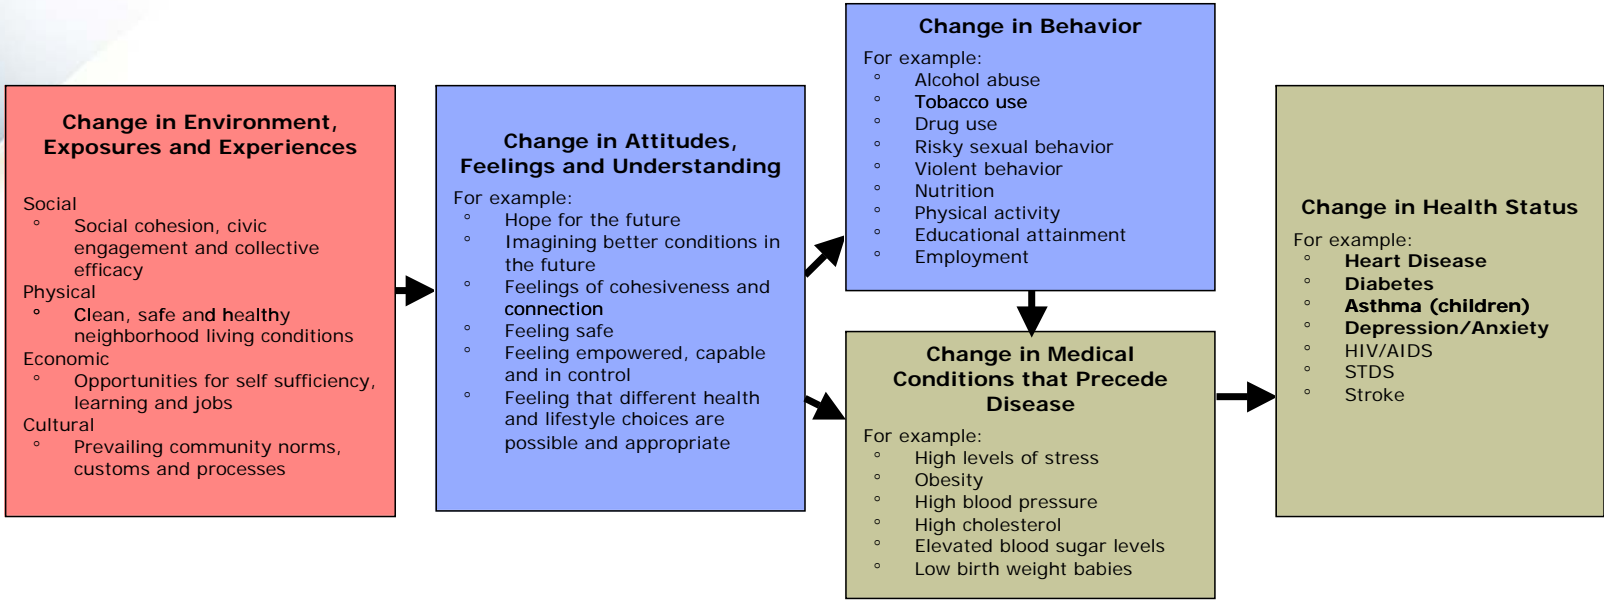 Change in Environment,
Exposures and Experiences
Social
° Social cohesion, civic
engagement and collective
efficacy
Physical
° Clean, safe and healthy
neighborhood living conditions
Economic
° Opportunities for self sufficiency,
learning and jobs
Cultural
° Prevailing community norms,
customs and processes
Change in Attitudes,
Feelings and Understanding
For example:
° Hope for the future
° Imagining better conditions in
the future
° Feelings of cohesiveness and
connection
° Feeling safe
° Feeling empowered, capable
and in control
° Feeling that different health
and lifestyle choices are
possible and appropriate
Change in Behavior
For example:
° Alcohol abuse
° Tobacco use
° Drug use
° Risky sexual behavior
° Violent behavior
° Nutrition
° Physical activity
° Educational attainment
° Employment
Change in Medical
Conditions that Precede
Disease
For example:
° High levels of stress
° Obesity
° High blood pressure
° High cholesterol
° Elevated blood sugar levels
° Low birth weight babies
Change in Health Status
For example:
° Heart Disease
° Diabetes
° Asthma (children)
° Depression/Anxiety
° HIV/AIDS
° STDS
° Stroke